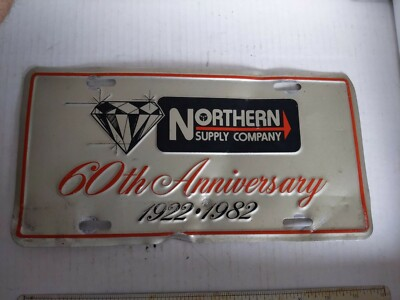 NORTHERN
SUPPLY COMPANY
60th Anniversary
1922 • 1982